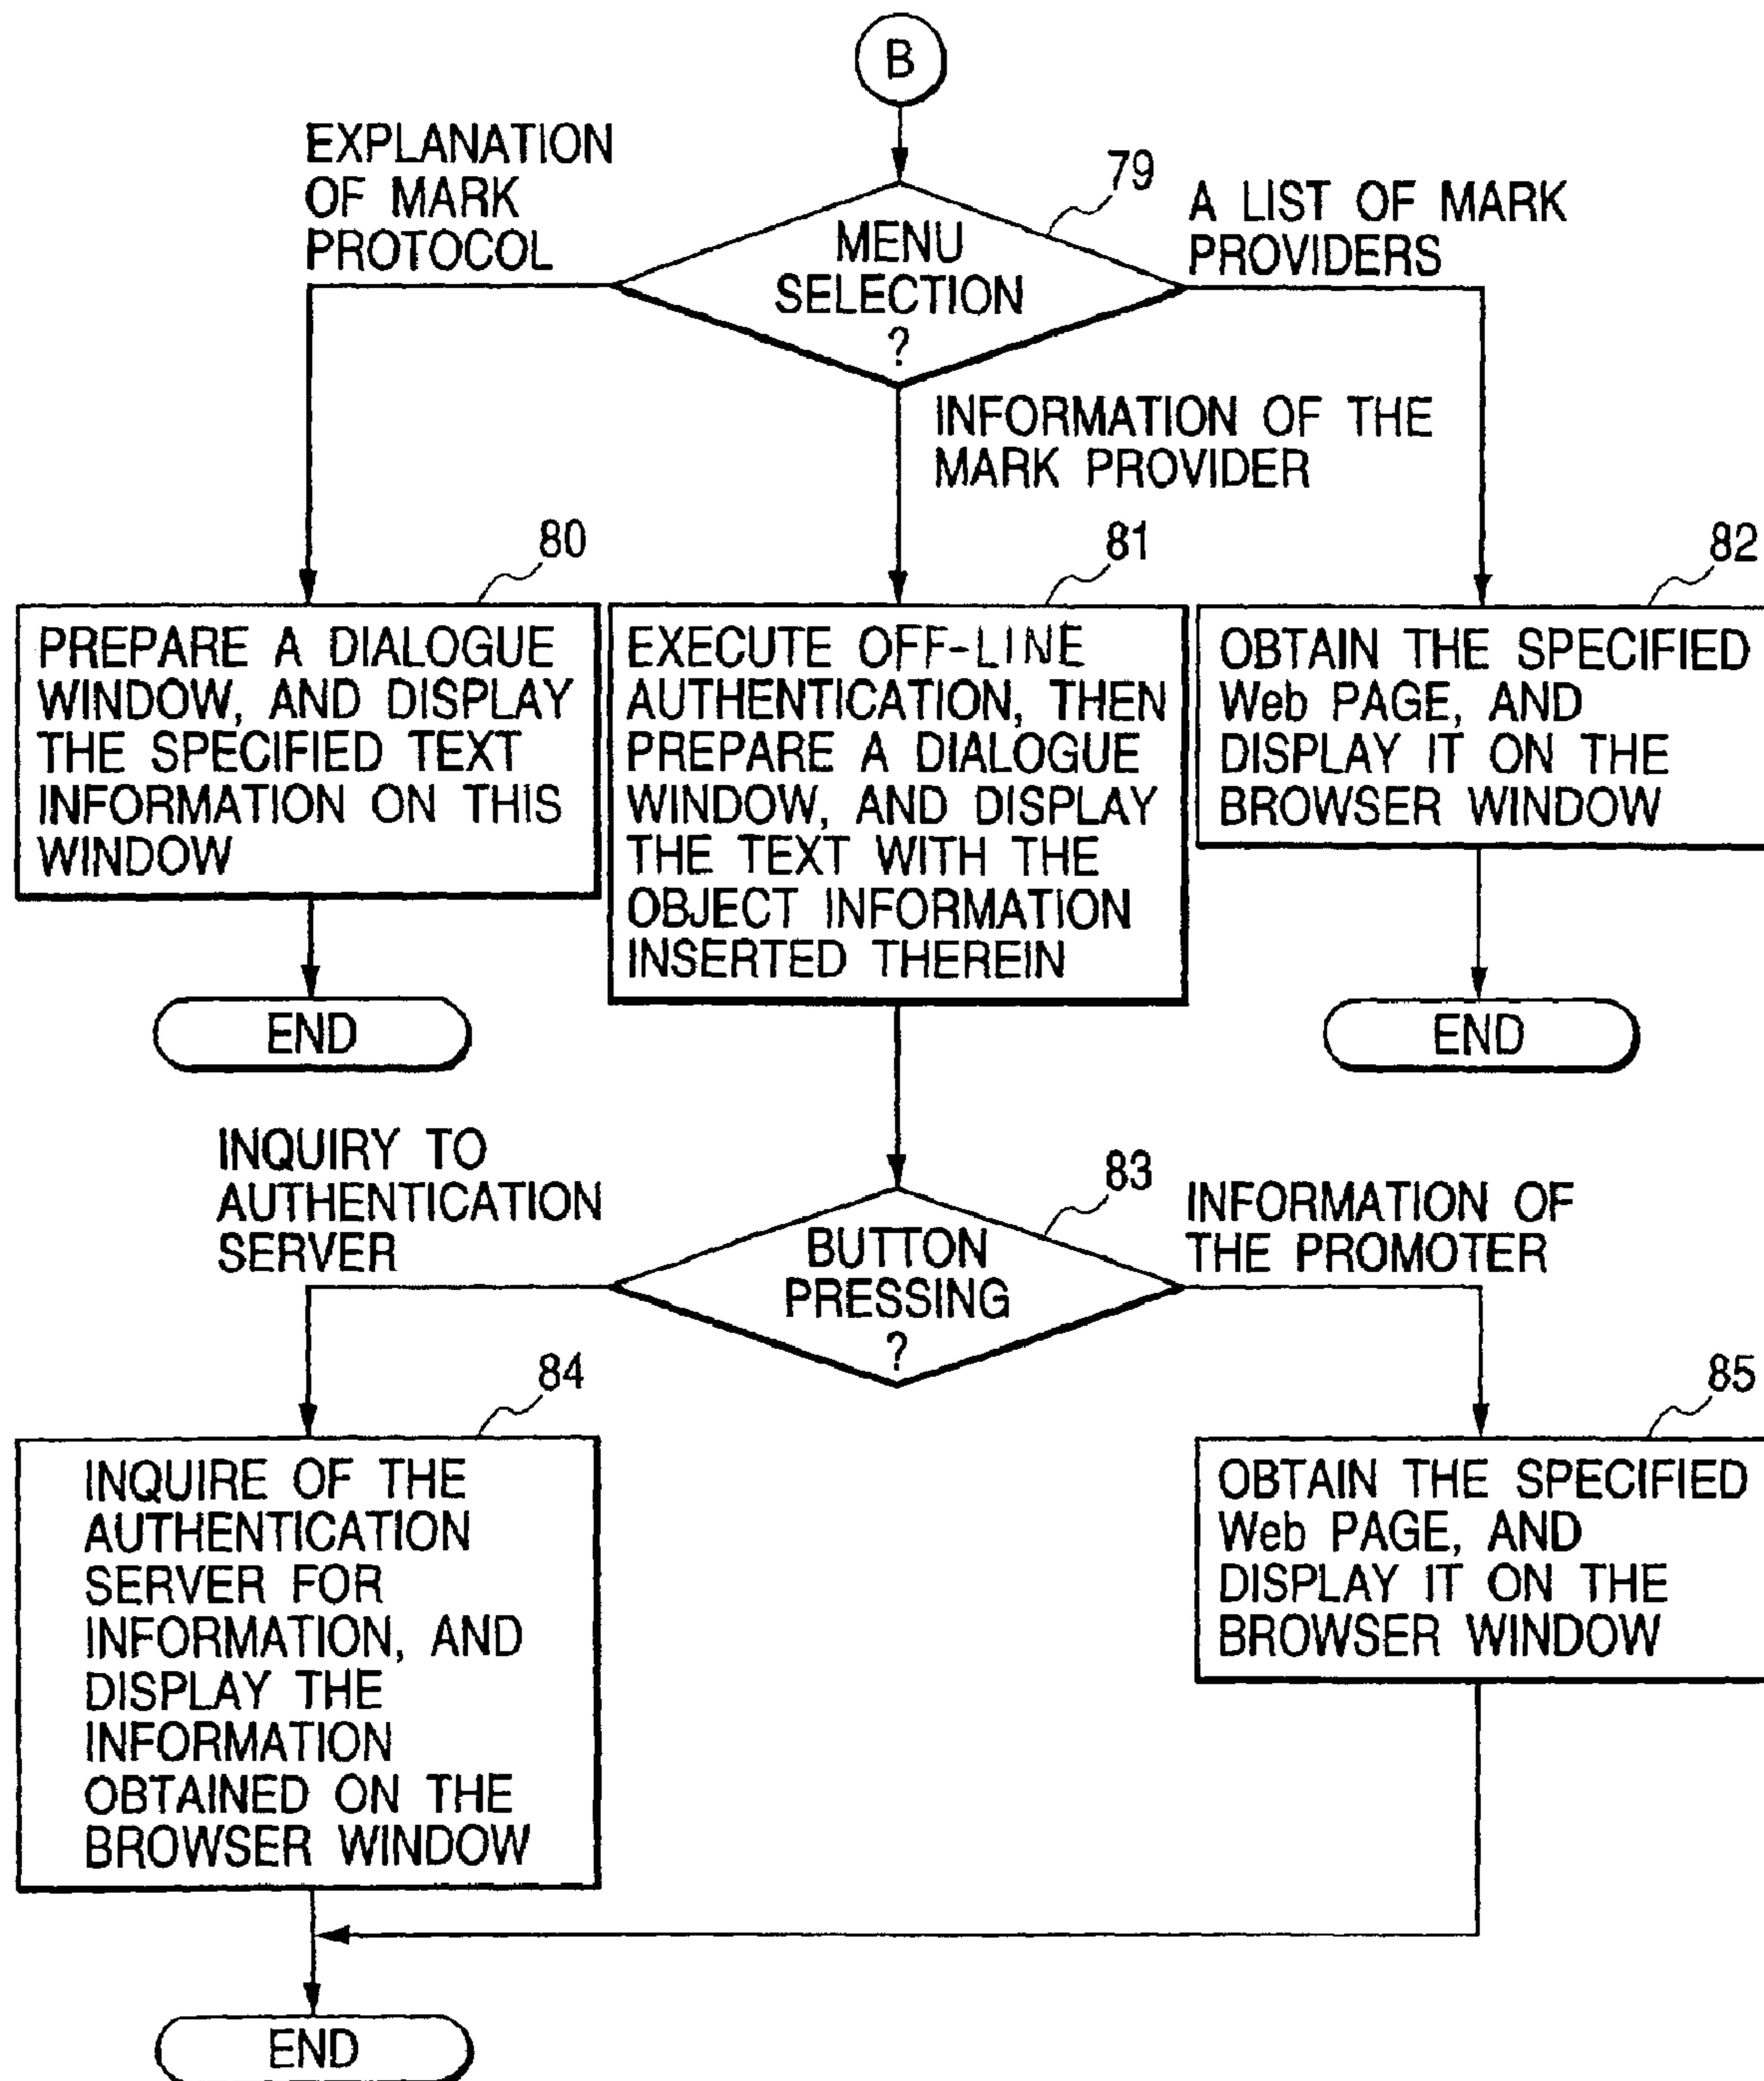 B
EXPLANATION
OF MARK
PROTOCOL
79
MENU
SELECTION
?
A LIST OF MARK
PROVIDERS
INFORMATION OF THE
MARK PROVIDER
80
PREPARE A DIALOGUE
WINDOW, AND DISPLAY
THE SPECIFIED TEXT
INFORMATION ON THIS
WINDOW
END
81
EXECUTE OFF-LINE
AUTHENTICATION, THEN
PREPARE A DIALOGUE
WINDOW, AND DISPLAY
THE TEXT WITH THE
OBJECT INFORMATION
INSERTED THEREIN
82
OBTAIN THE SPECIFIED
Web PAGE, AND
DISPLAY IT ON THE
BROWSER WINDOW
END
INQUIRY TO
AUTHENTICATION
SERVER
83
BUTTON
PRESSING
?
INFORMATION OF
THE PROMOTER
84
INQUIRE OF THE
AUTHENTICATION
SERVER FOR
INFORMATION, AND
DISPLAY THE
INFORMATION
OBTAINED ON THE
BROWSER WINDOW
85
OBTAIN THE SPECIFIED
Web PAGE, AND
DISPLAY IT ON THE
BROWSER WINDOW
END